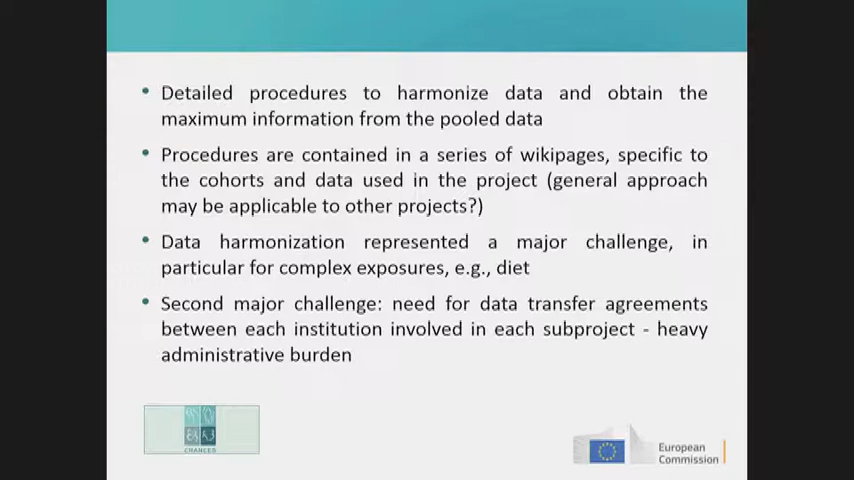 • Detailed procedures to harmonize data and obtain the
maximum information from the pooled data
• Procedures are contained in a series of wikipages, specific to
the cohorts and data used in the project (general approach
may be applicable to other projects?)
• Data harmonization represented a major challenge, in
particular for complex exposures, e.g., diet
• Second major challenge: need for data transfer agreements
between each institution involved in each subproject - heavy
administrative burden
CHANCES
European
Commission